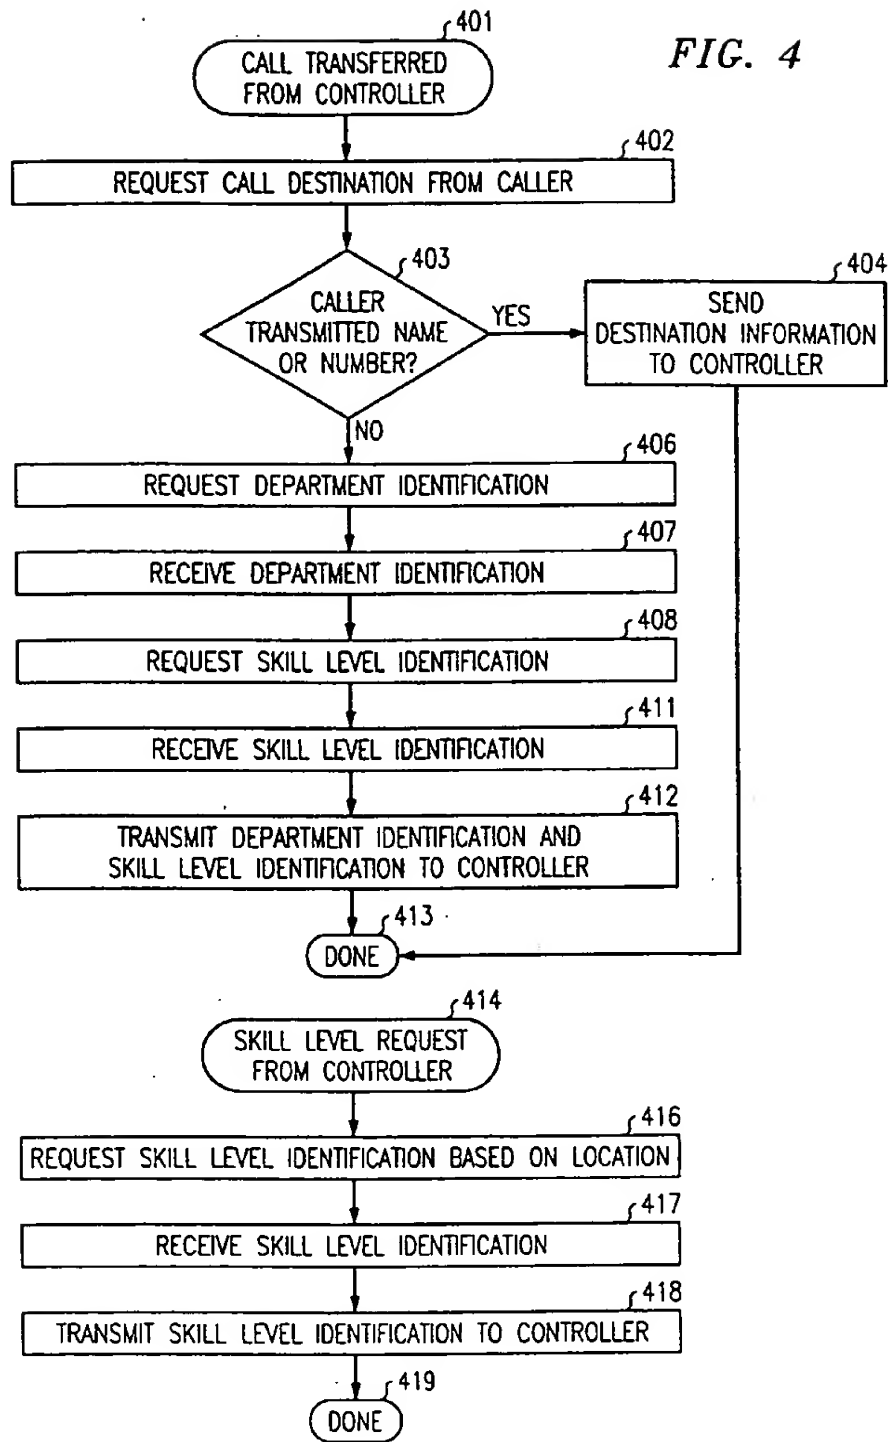 401
FIG. 4
CALL TRANSFERRED
FROM CONTROLLER
402
REQUEST CALL DESTINATION FROM CALLER
403
CALLER
TRANSMITTED NAME
OR NUMBER?
YES
404
SEND
DESTINATION INFORMATION
TO CONTROLLER
NO
406
REQUEST DEPARTMENT IDENTIFICATION
407
RECEIVE DEPARTMENT IDENTIFICATION
408
REQUEST SKILL LEVEL IDENTIFICATION
411
RECEIVE SKILL LEVEL IDENTIFICATION
412
TRANSMIT DEPARTMENT IDENTIFICATION AND
SKILL LEVEL IDENTIFICATION TO CONTROLLER
413
DONE
414
SKILL LEVEL REQUEST
FROM CONTROLLER
416
REQUEST SKILL LEVEL IDENTIFICATION BASED ON LOCATION
417
RECEIVE SKILL LEVEL IDENTIFICATION
418
TRANSMIT SKILL LEVEL IDENTIFICATION TO CONTROLLER
419
DONE